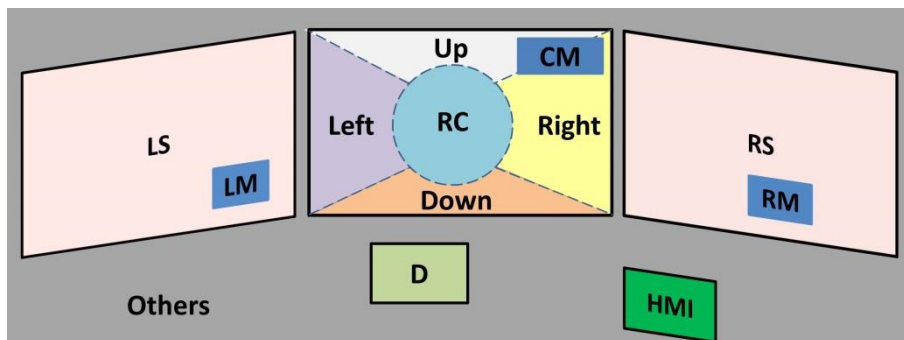 Up
CM
LS
Left
RC
Right
RS
LM
Down
RM
D
Others
HMI